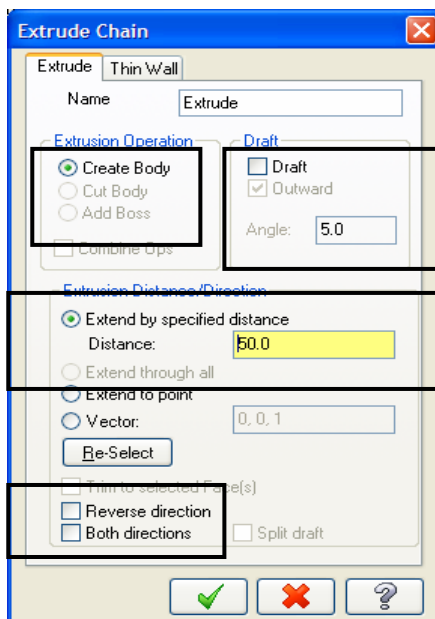 Extrude Chain
Extrude Thin Wall
Name Extrude
Extrusion Operation Draft
Create Body Draft
Cut Body Outward
Add Boss
Angle: 5.0
Combine Ops
Extrusion Distance/Direction
Extend by specified distance
Distance: 50.0
Extend through all
Extend to point
Vector: 0, 0, 1
Re-Select
Trim to selected Face(s)
Reverse direction
Both directions Split draft
?